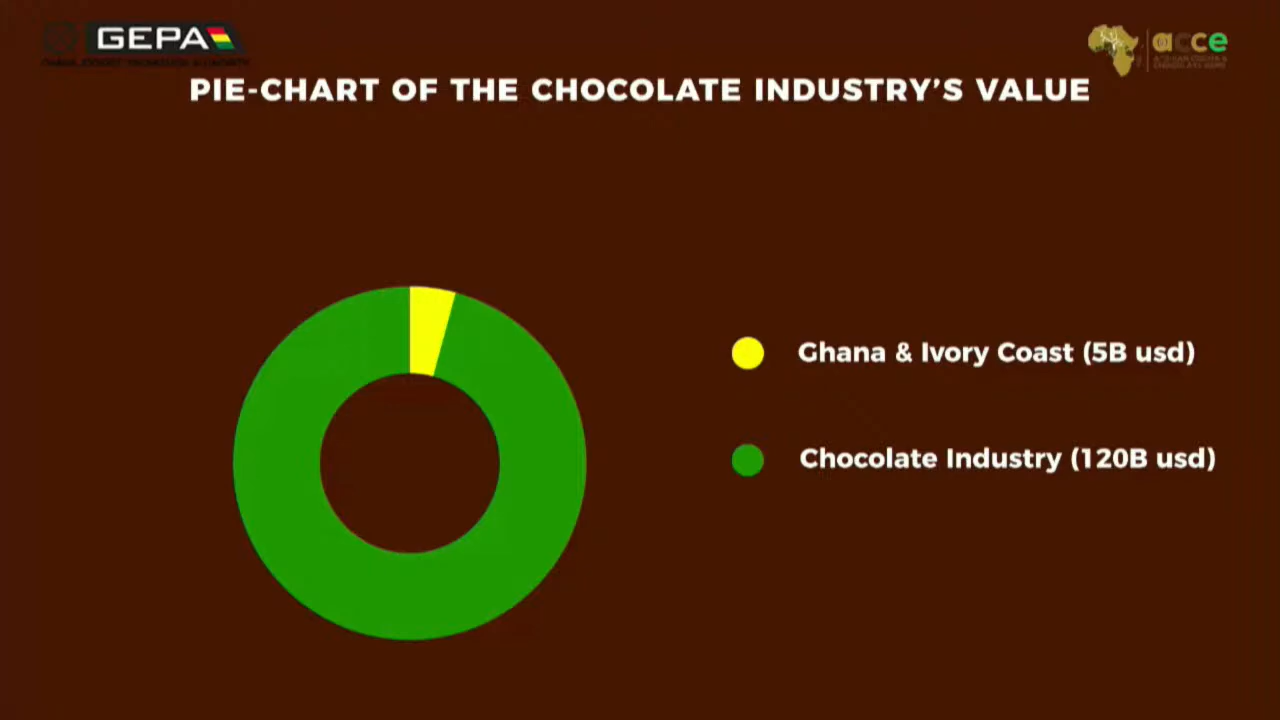 GEPA
acce
PIE-CHART OF THE CHOCOLATE INDUSTRY’S VALUE
Ghana & Ivory Coast (5B usd)
Chocolate Industry (120B usd)